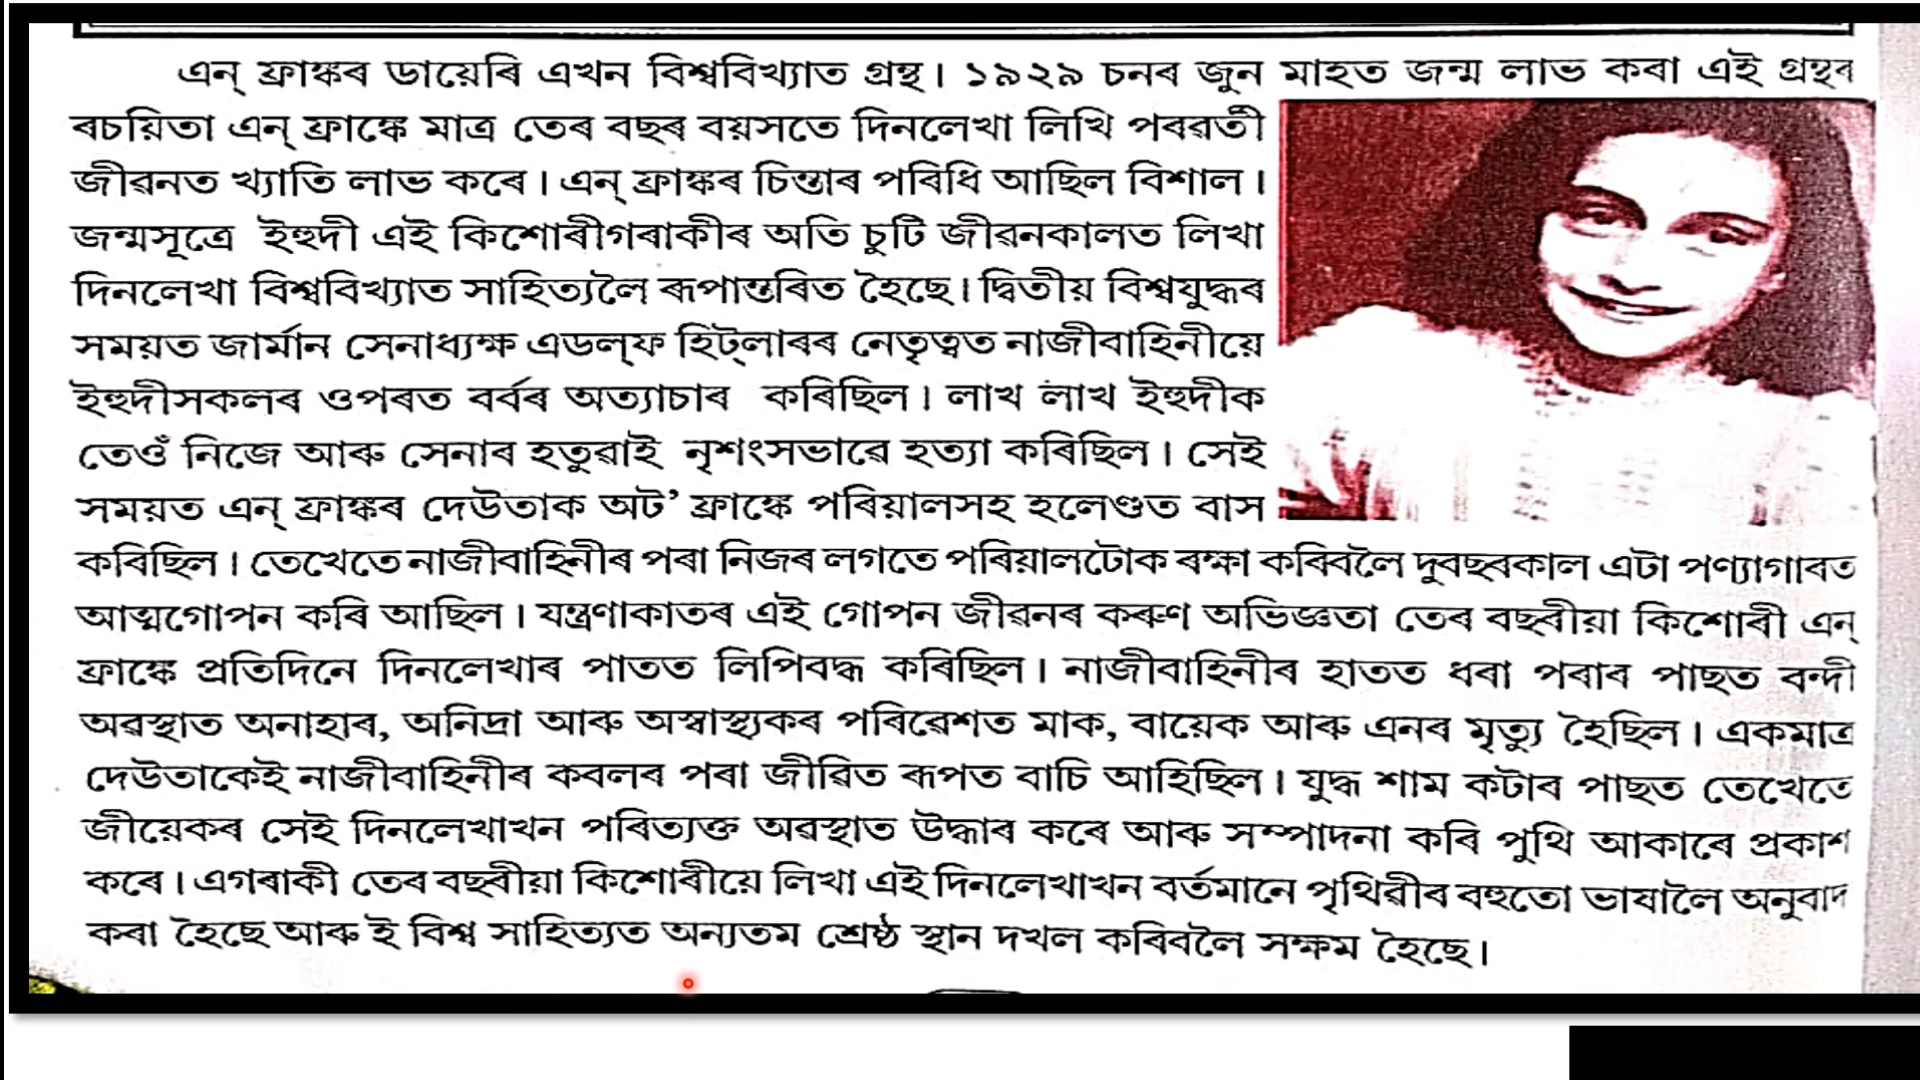 এন্ ফ্ৰাঙ্কৰ ডায়েৰি এখন বিশ্ববিখ্যাত গ্ৰন্থ। ১৯২৯ চনৰ জুন মাহত জন্ম লাভ কৰা এই গ্ৰন্থৰ
ৰচয়িতা এন্ ফ্ৰাঙ্কে মাত্ৰ তেৰ বছৰ বয়সতে দিনলেখা লিখি পৰৱৰ্তী
জীৱনত খ্যাতি লাভ কৰে। এন্ ফ্ৰাঙ্কৰ চিন্তাৰ পৰিধি আছিল বিশাল।
জন্মসূত্ৰে ইহুদী এই কিশোৰীগৰাকীৰ অতি চুটি জীৱনকালত লিখা
দিনলেখা বিশ্ববিখ্যাত সাহিত্যলৈ ৰূপান্তৰিত হৈছে। দ্বিতীয় বিশ্বযুদ্ধৰ
সময়ত জাৰ্মান সেনাধ্যক্ষ এডল্‌ফ হিট্‌লাৰৰ নেতৃত্বত নাজীবাহিনীয়ে
ইহুদীসকলৰ ওপৰত বৰ্বৰ অত্যাচাৰ কৰিছিল। লাখ লাখ ইহুদীক
তেওঁ নিজে আৰু সেনাৰ হতুৱাই নৃশংসভাৱে হত্যা কৰিছিল। সেই
সময়ত এন্ ফ্ৰাঙ্কৰ দেউতাক অট’ ফ্ৰাঙ্কে পৰিয়ালসহ হলেণ্ডত বাস
কৰিছিল। তেখেতে নাজীবাহিনীৰ পৰা নিজৰ লগতে পৰিয়ালটোক ৰক্ষা কৰিবলৈ দুবছৰকাল এটা পণ্যাগাৰত
আত্মগোপন কৰি আছিল। যন্ত্ৰণাকাতৰ এই গোপন জীৱনৰ কৰুণ অভিজ্ঞতা তেৰ বছৰীয়া কিশোৰী এন্
ফ্ৰাঙ্কে প্ৰতিদিনে দিনলেখাৰ পাতত লিপিবদ্ধ কৰিছিল। নাজীবাহিনীৰ হাতত ধৰা পৰাৰ পাছত বন্দী
অৱস্থাত অনাহাৰ, অনিদ্ৰা আৰু অস্বাস্থ্যকৰ পৰিৱেশত মাক, বায়েক আৰু এনৰ মৃত্যু হৈছিল। একমাত্ৰ
দেউতাকেই নাজীবাহিনীৰ কবলৰ পৰা জীৱিত ৰূপত বাচি আহিছিল। যুদ্ধ শাম কটাৰ পাছত তেখেতে
জীয়েকৰ সেই দিনলেখাখন পৰিত্যক্ত অৱস্থাত উদ্ধাৰ কৰে আৰু সম্পাদনা কৰি পুথি আকাৰে প্ৰকাশ
কৰে। এগৰাকী তেৰ বছৰীয়া কিশোৰীয়ে লিখা এই দিনলেখাখন বৰ্তমানে পৃথিৱীৰ বহুতো ভাষালৈ অনুবাদ
কৰা হৈছে আৰু ই বিশ্ব সাহিত্যত অন্যতম শ্ৰেষ্ঠ স্থান দখল কৰিবলৈ সক্ষম হৈছে।